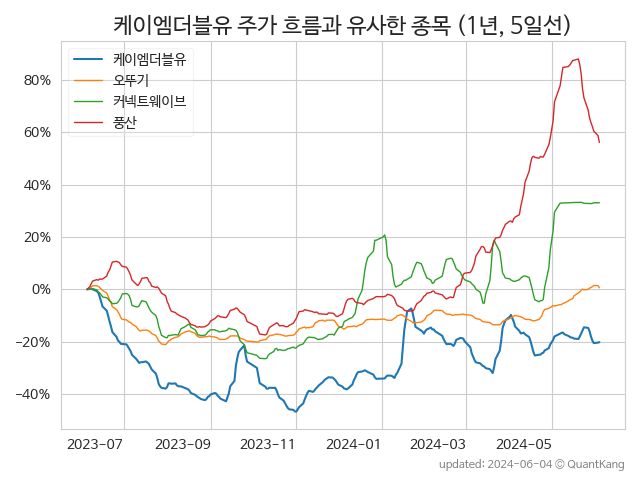 케이엠더블유 주가 흐름과 유사한 종목 (1년, 5일선)
케이엠더블유
오뚜기
커넥트웨이브
풍산
80%
60%
40%
20%
0%
−20%
−40%
2023-07 2023-09 2023-11 2024-01 2024-03 2024-05
updated: 2024-06-04 © QuantKang